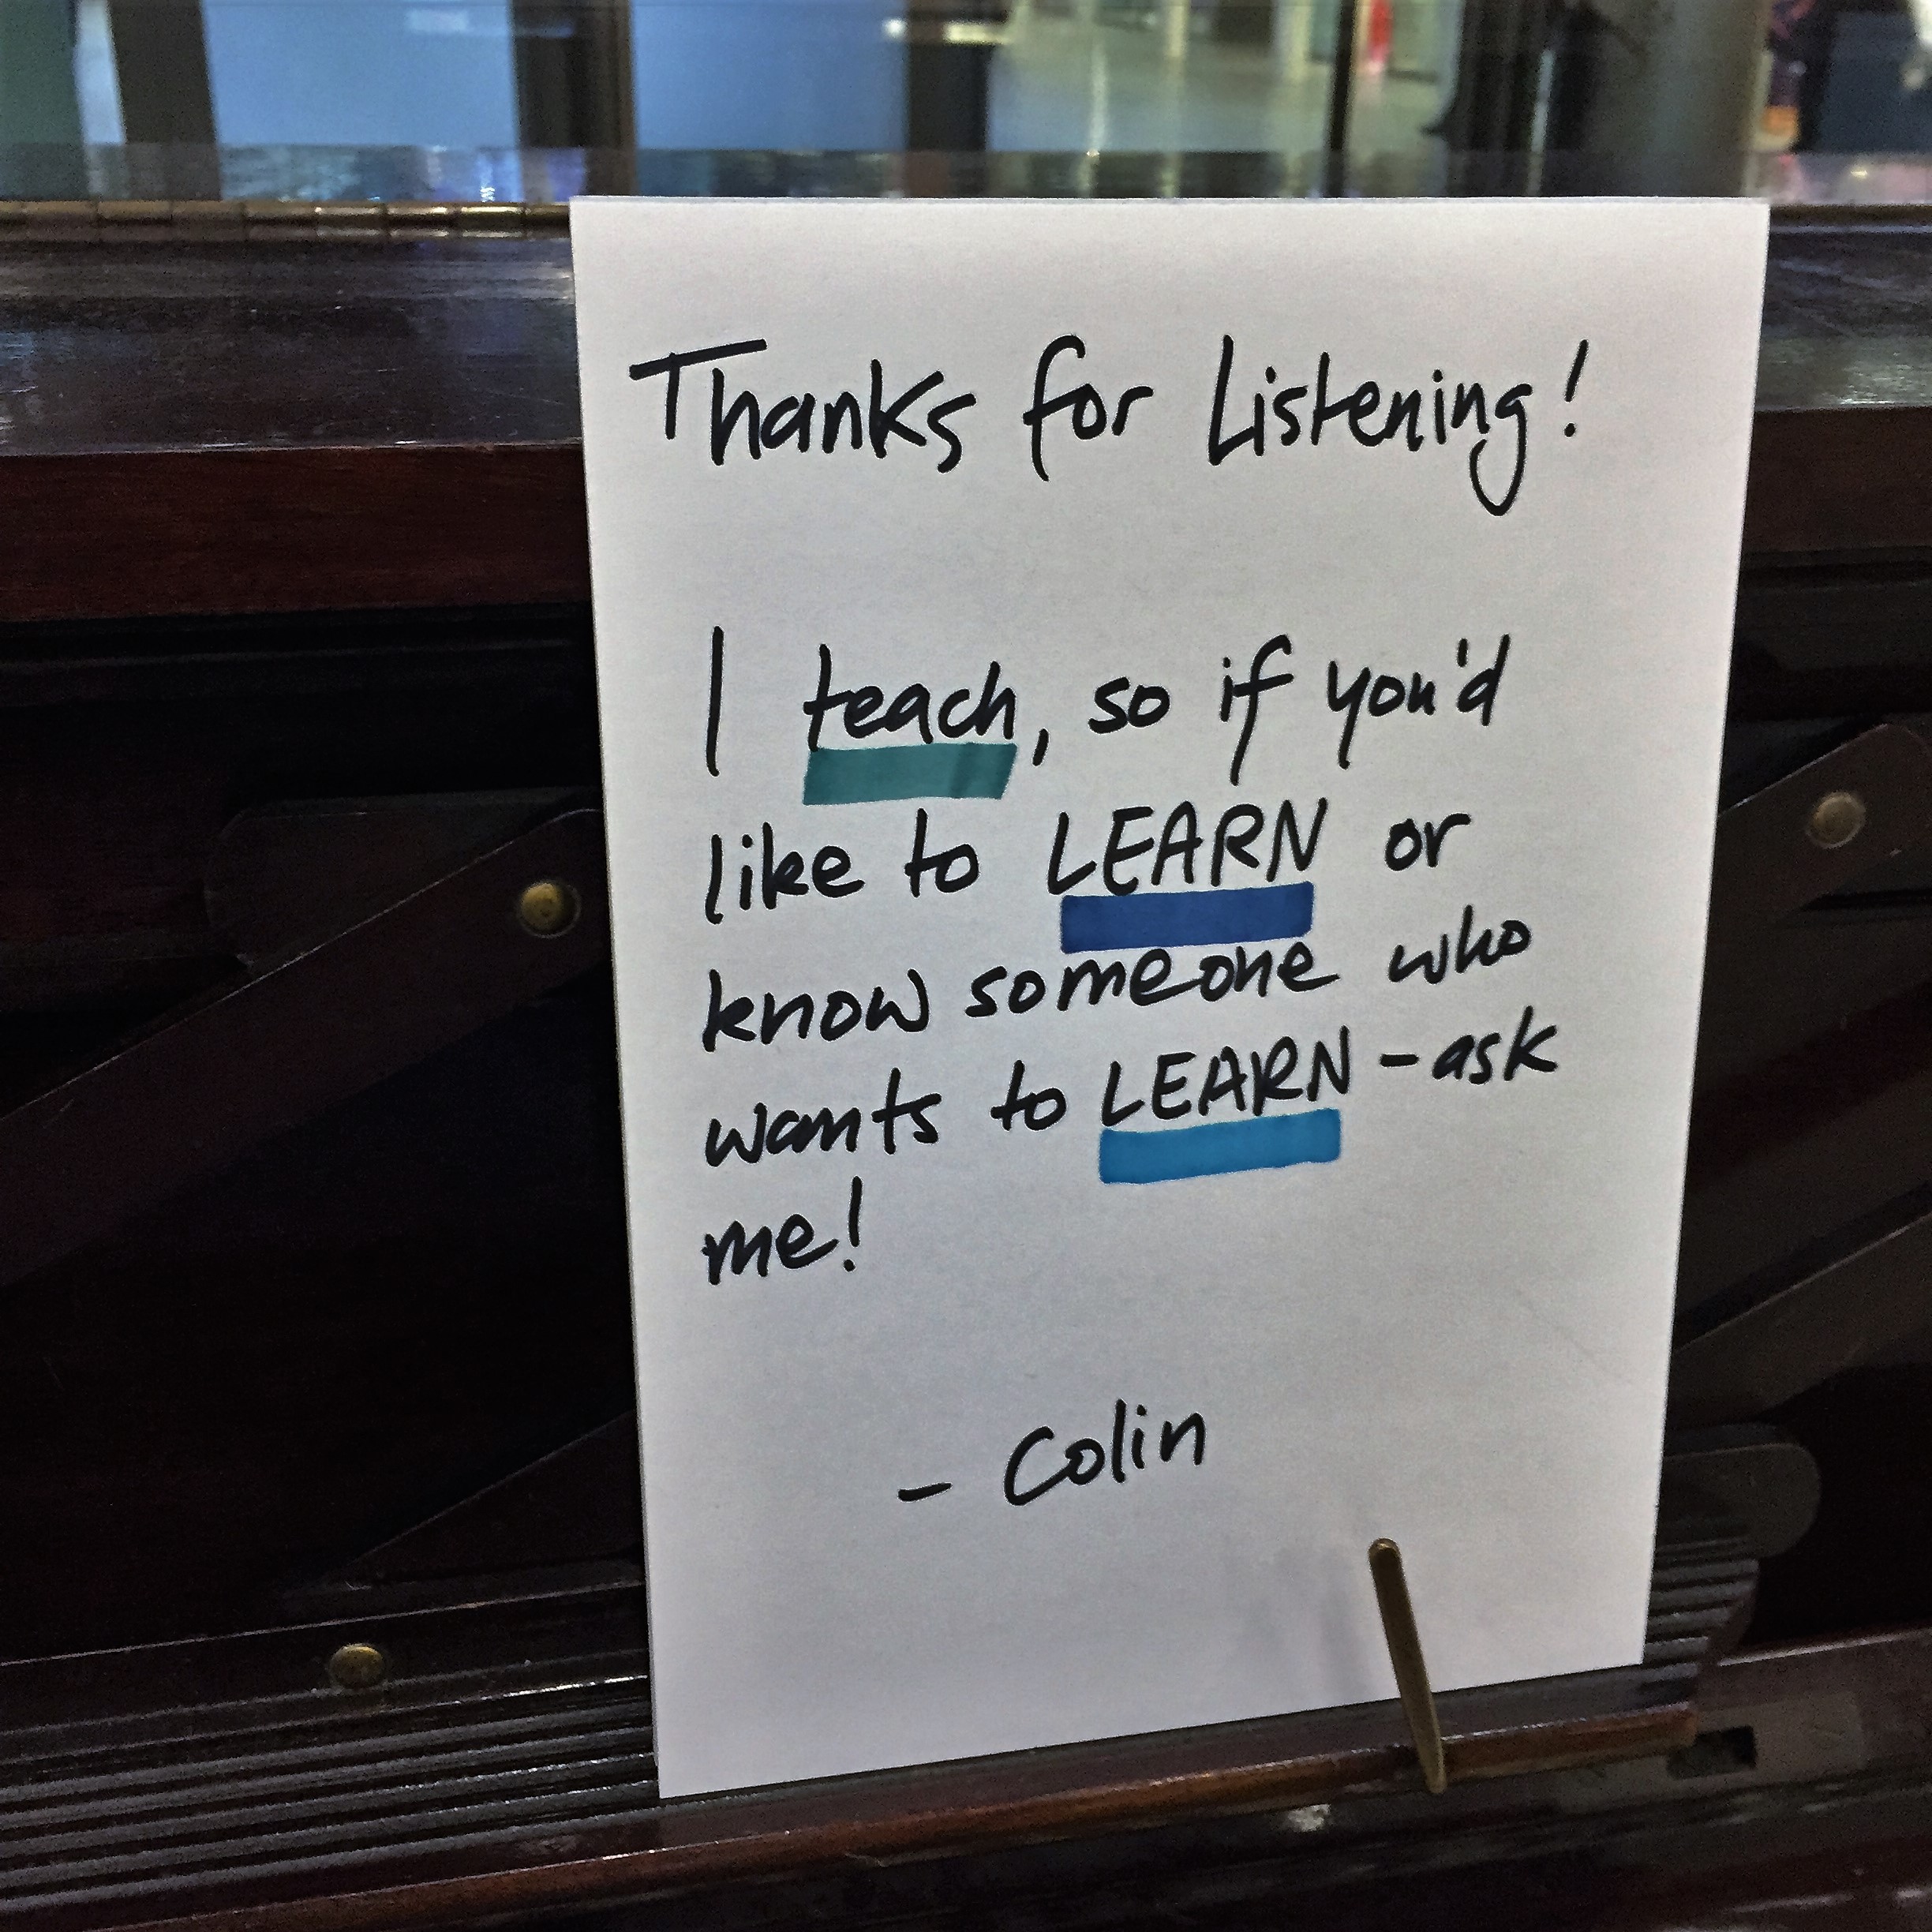 Thanks for Listening!
I teach, so if you'd
like to LEARN or
know someone who
wants to LEARN - ask
me!
- Colin